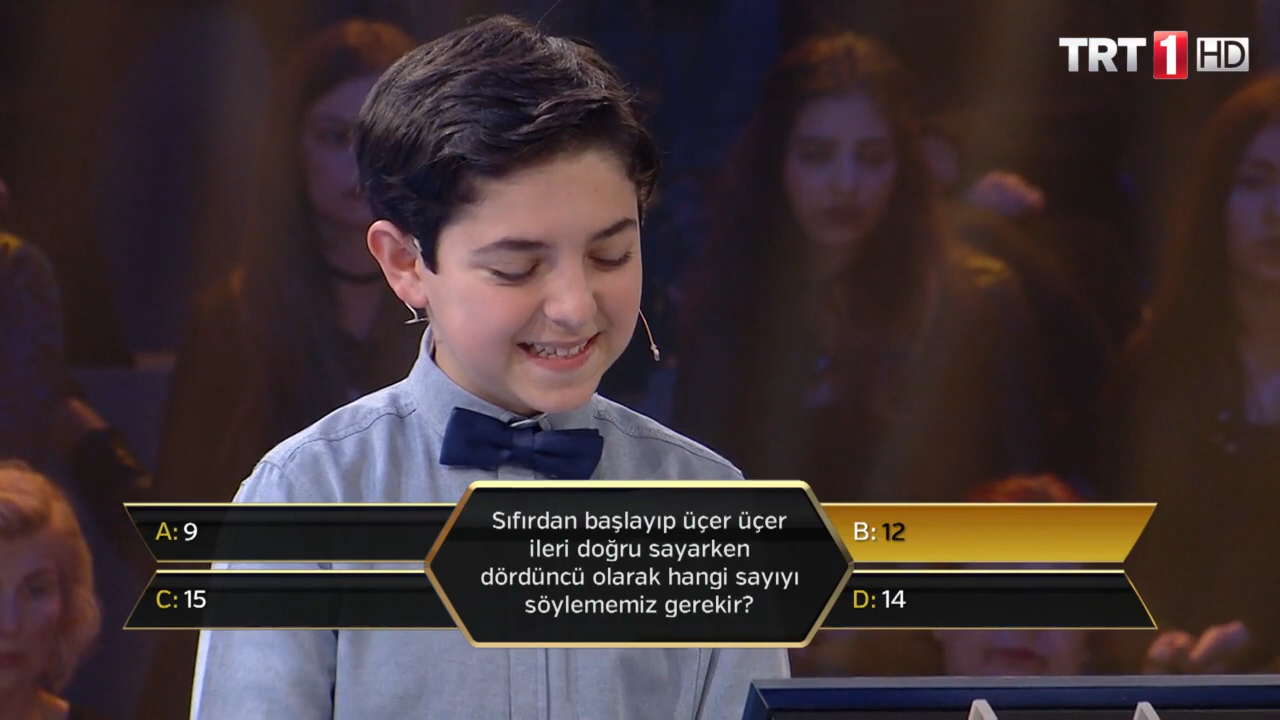 TRT 1 HD
Sıfırdan başlayıp üçer üçer
ileri doğru sayarken
dördüncü olarak hangi sayıyı
söylememiz gerekir?
A: 9
B: 12
C: 15
D: 14